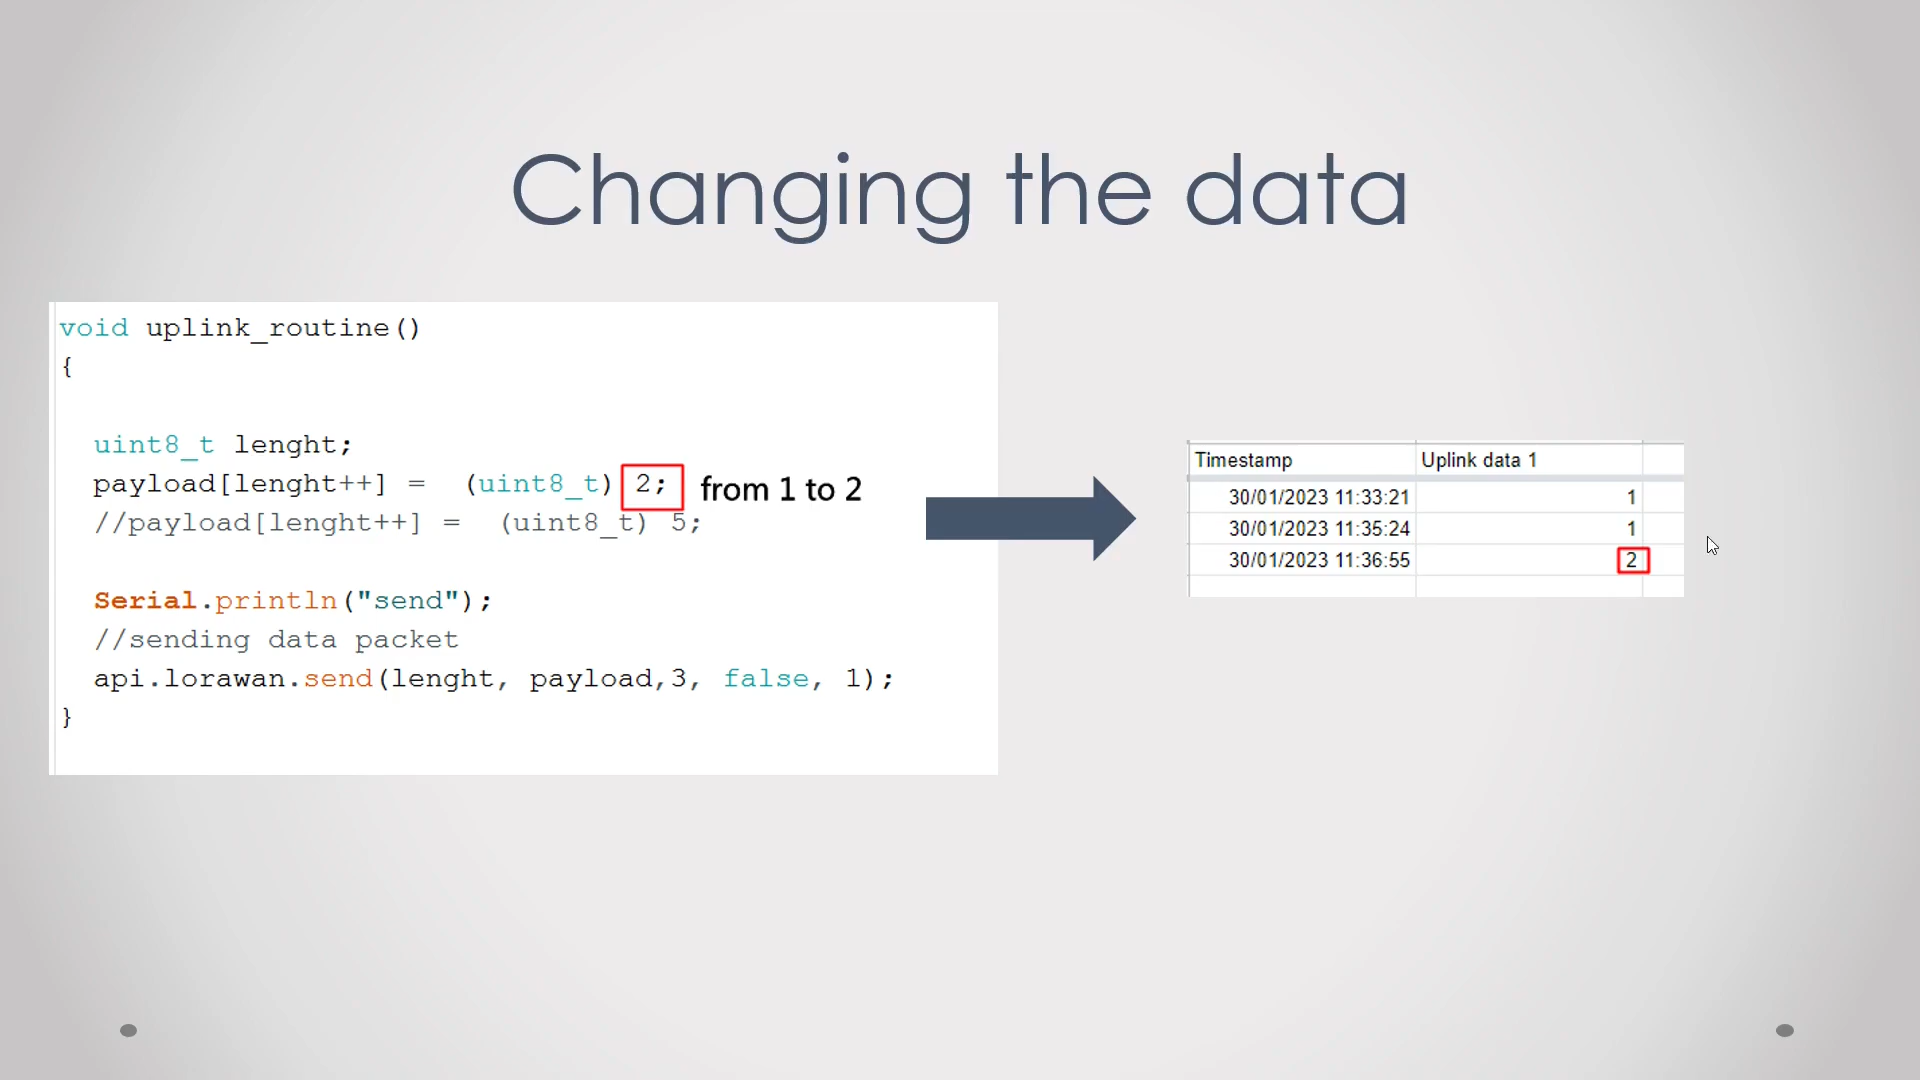 Changing the data
void uplink_routine()
{
uint8_t lenght;
payload[lenght++] = (uint8_t) 2; from 1 to 2
//payload[lenght++] = (uint8_t) 5;
Serial.println("send");
//sending data packet
api.lorawan.send(lenght, payload,3, false, 1);
}
Timestamp Uplink data 1
30/01/2023 11:33:21 1
30/01/2023 11:35:24 1
30/01/2023 11:36:55 2